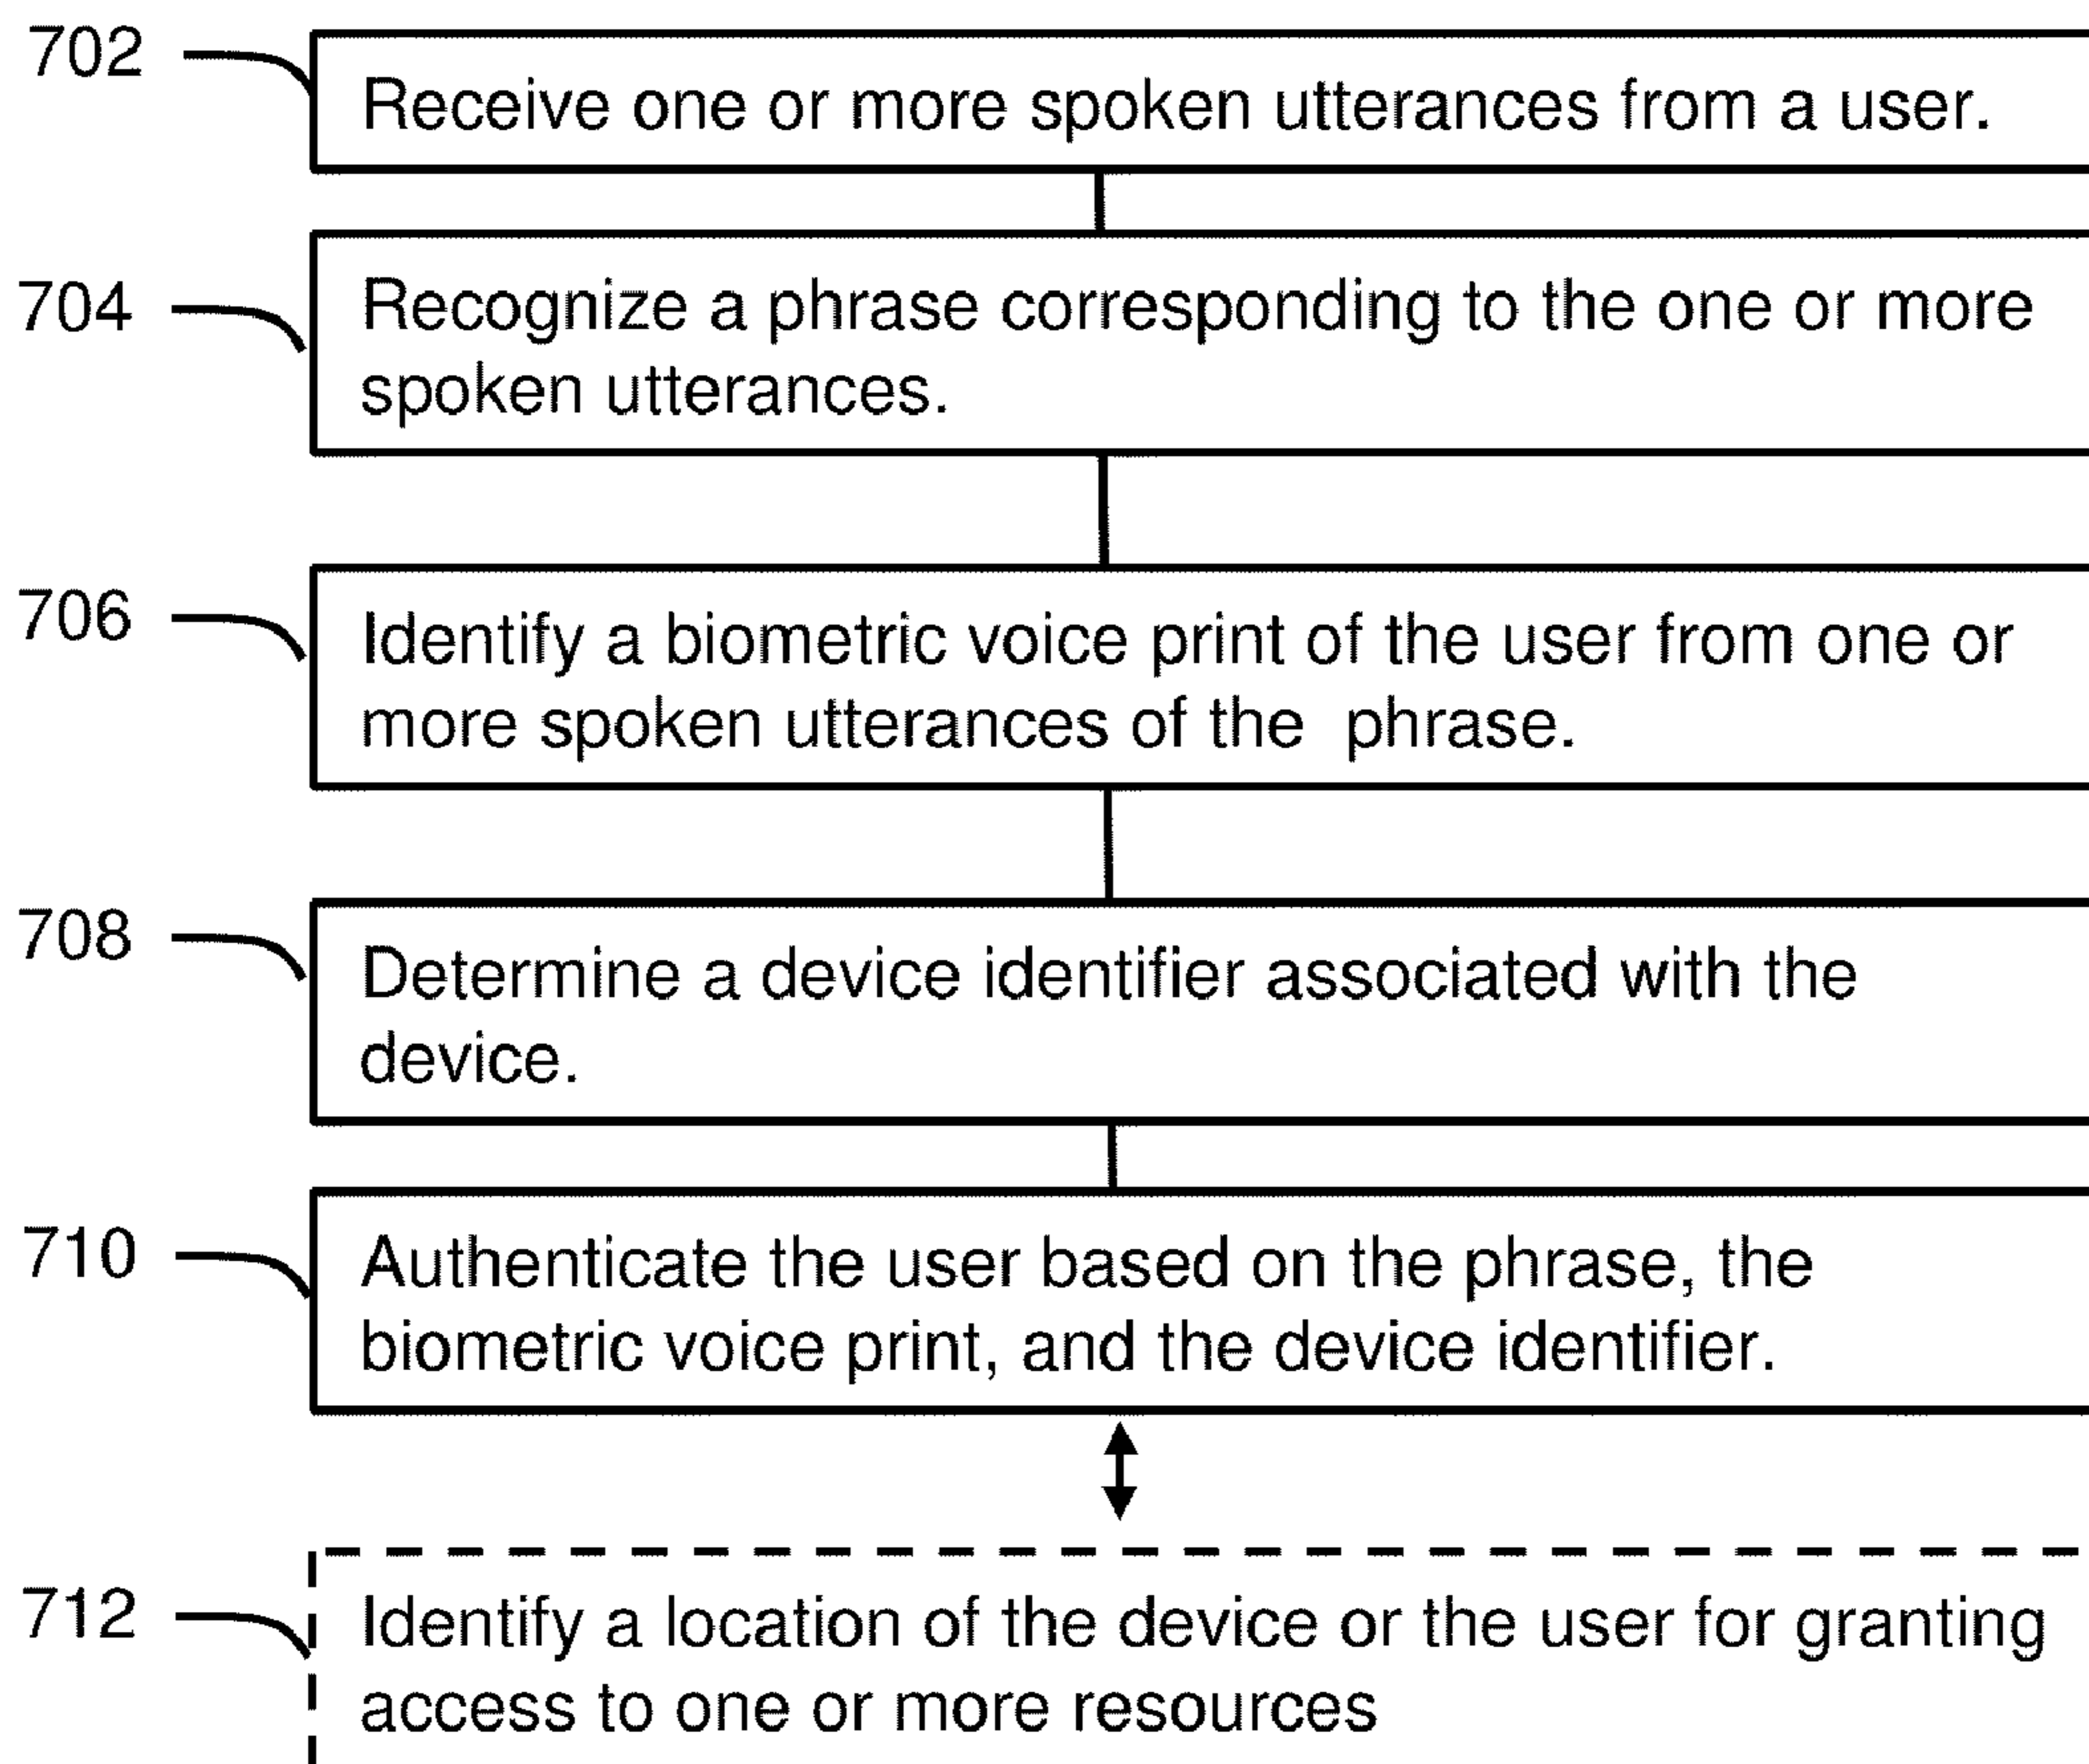 702
Receive one or more spoken utterances from a user.
704
Recognize a phrase corresponding to the one or more
spoken utterances.
706
Identify a biometric voice print of the user from one or
more spoken utterances of the phrase.
708
Determine a device identifier associated with the
device.
710
Authenticate the user based on the phrase, the
biometric voice print, and the device identifier.
712
Identify a location of the device or the user for granting
access to one or more resources